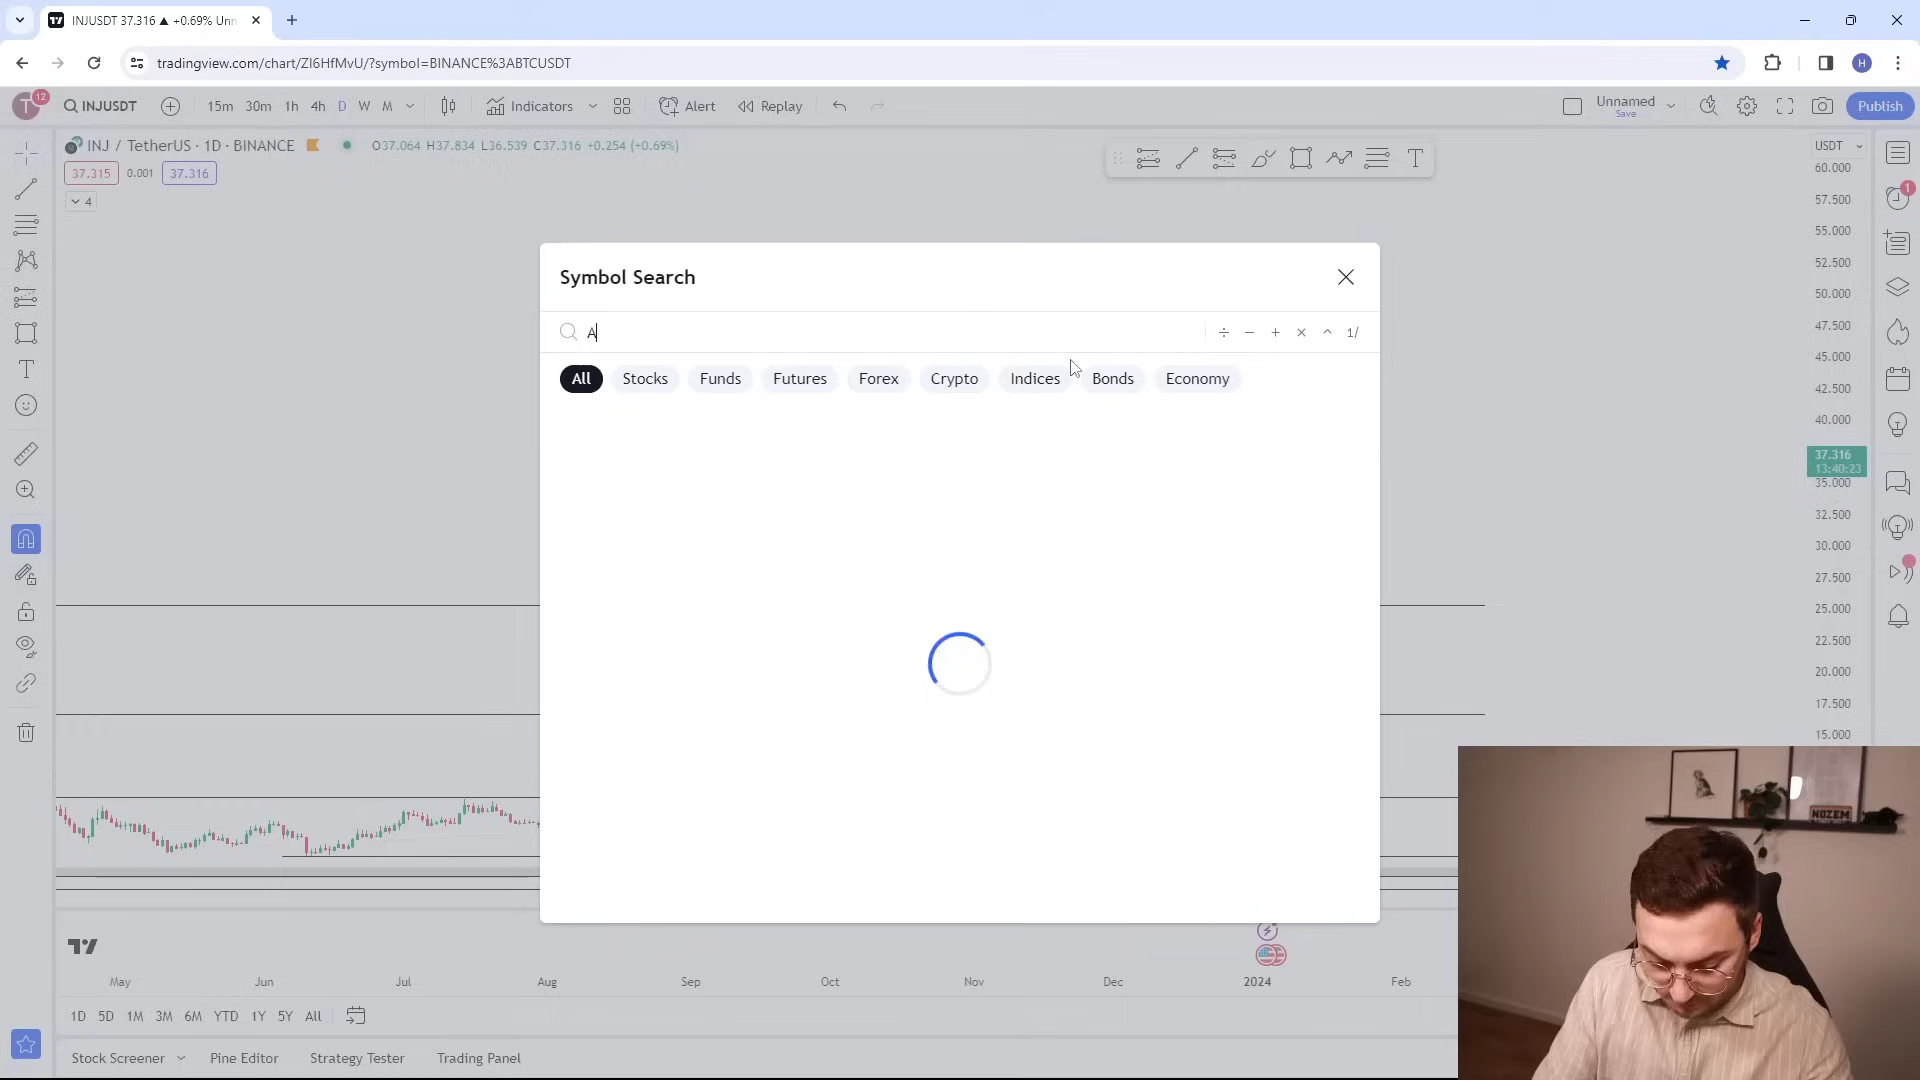 INJUSDT 37.316 ▲ +0.69% Unn
tradingview.com/chart/ZI6HfMvU/?symbol=BINANCE%3ABTCUSDT
H
T
12
INJUSDT
15m 30m 1h 4h D W M
Indicators
Alert
Replay
Unnamed
Save
Publish
INJ / TetherUS · 1D · BINANCE
O37.064 H37.834 L36.539 C37.316 +0.254 (+0.69%)
37.315 0.001 37.316
4
USDT
60.000
57.500
55.000
52.500
50.000
47.500
45.000
42.500
40.000
37.316
13:40:23
35.000
32.500
30.000
27.500
25.000
22.500
20.000
17.500
15.000
1
Symbol Search
A
÷ − + × ^ 1/
All Stocks Funds Futures Forex Crypto Indices Bonds Economy
NOZEM
May Jun Jul Aug Sep Oct Nov Dec 2024 Feb
1D 5D 1M 3M 6M YTD 1Y 5Y All
Stock Screener Pine Editor Strategy Tester Trading Panel